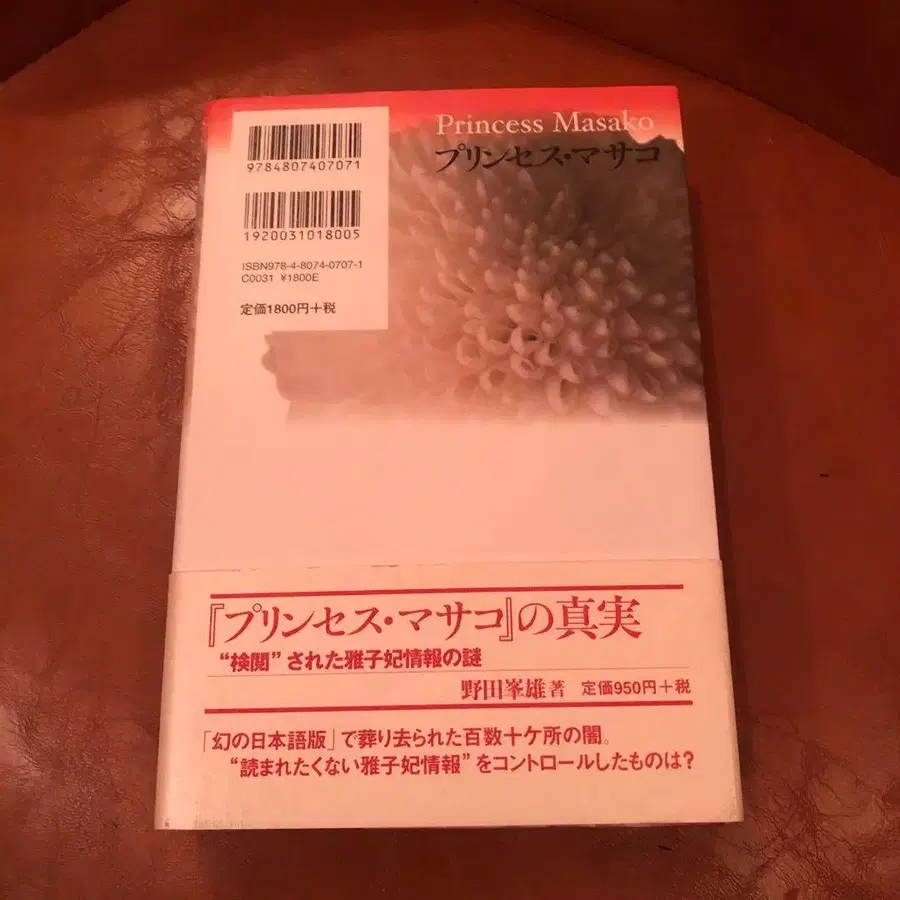 Princess Masako
プリンセス・マサコ
9784807407071
1920031018005
ISBN978-4-8074-0707-1
C0031 ¥1800E
定価1800円＋税
『プリンセス・マサコ』の真実
“検閲”された雅子妃情報の謎
野田峯雄著 定価950円＋税
「幻の日本語版」で葬り去られた百数十ケ所の闇。
“読まれたくない雅子妃情報”をコントロールしたものは？